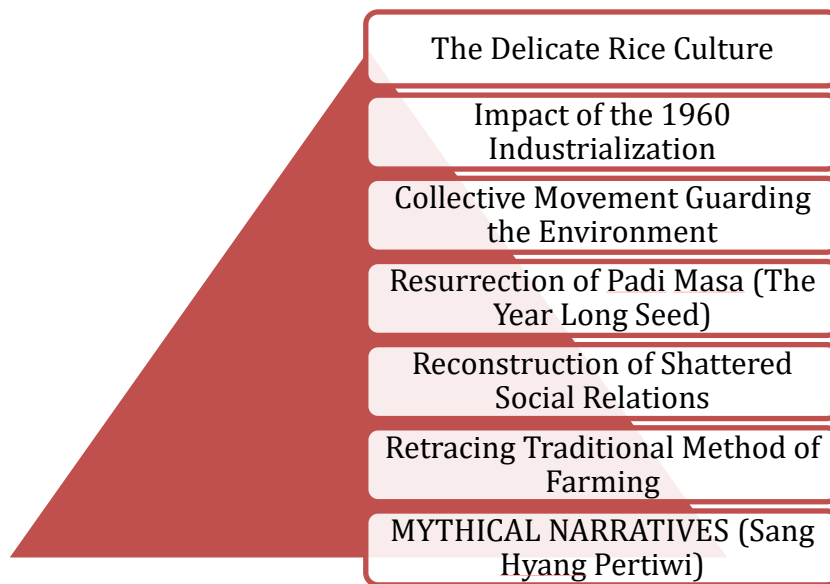 The Delicate Rice Culture
Impact of the 1960
Industrialization
Collective Movement Guarding
the Environment
Resurrection of Padi Masa (The
Year Long Seed)
Reconstruction of Shattered
Social Relations
Retracing Traditional Method of
Farming
MYTHICAL NARRATIVES (Sang
Hyang Pertiwi)